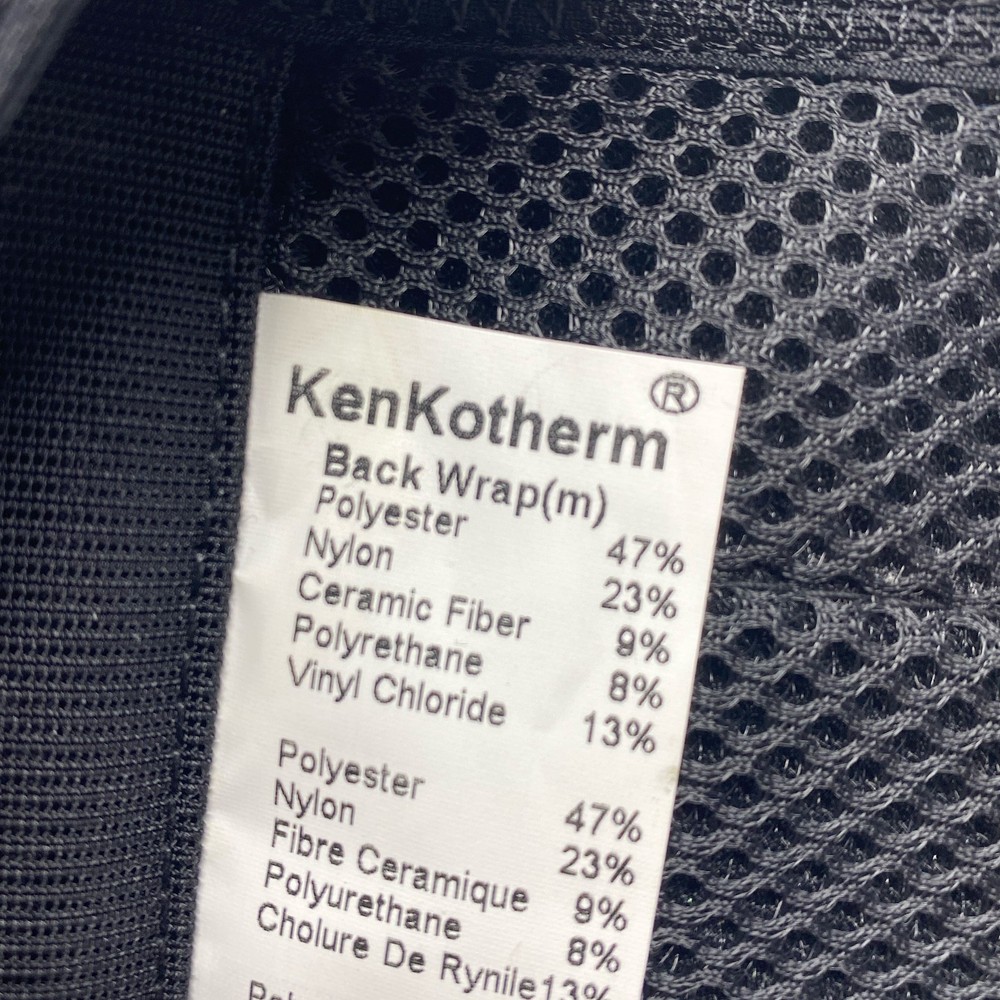 KenKotherm ®
Back Wrap(m)
Polyester 47%
Nylon 23%
Ceramic Fiber 9%
Polyrethane 8%
Vinyl Chloride 13%
Polyester 47%
Nylon 23%
Fibre Ceramique 9%
Polyurethane 8%
Cholure De Rynile 13%